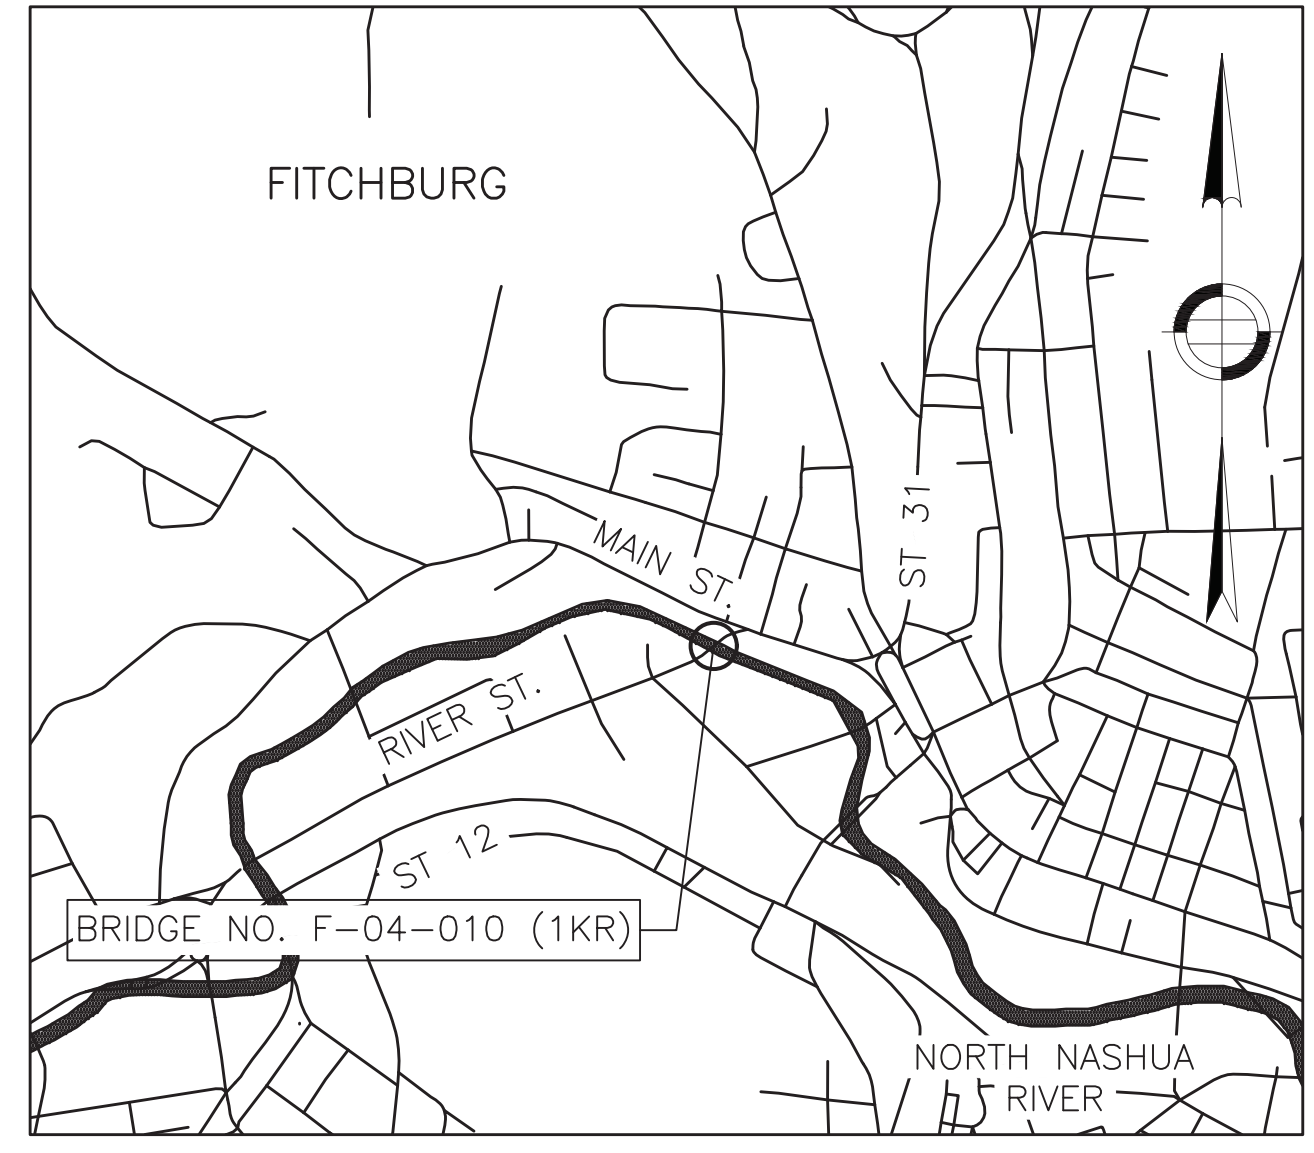 FITCHBURG
ST 31
MAIN ST.
RIVER ST.
ST 12
BRIDGE NO. F-04-010 (1KR)
NORTH NASHUA
RIVER